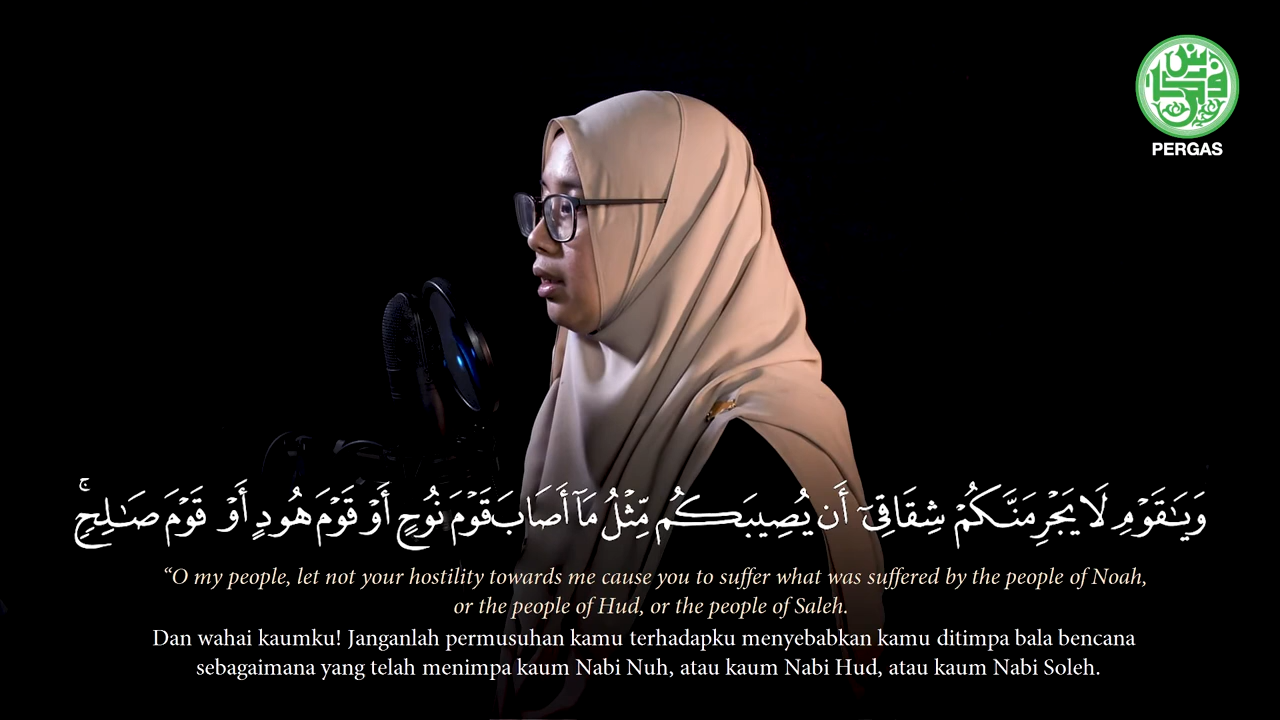 PERGAS
وَيَـٰقَوْمِ لَا يَجْرِمَنَّكُمْ شِقَاقِىٓ أَن يُصِيبَكُم مِّثْلُ مَآ أَصَابَ قَوْمَ نُوحٍ أَوْ قَوْمَ هُودٍ أَوْ قَوْمَ صَـٰلِحٍ ۚ
“O my people, let not your hostility towards me cause you to suffer what was suffered by the people of Noah,
or the people of Hud, or the people of Saleh.
Dan wahai kaumku! Janganlah permusuhan kamu terhadapku menyebabkan kamu ditimpa bala bencana
sebagaimana yang telah menimpa kaum Nabi Nuh, atau kaum Nabi Hud, atau kaum Nabi Soleh.